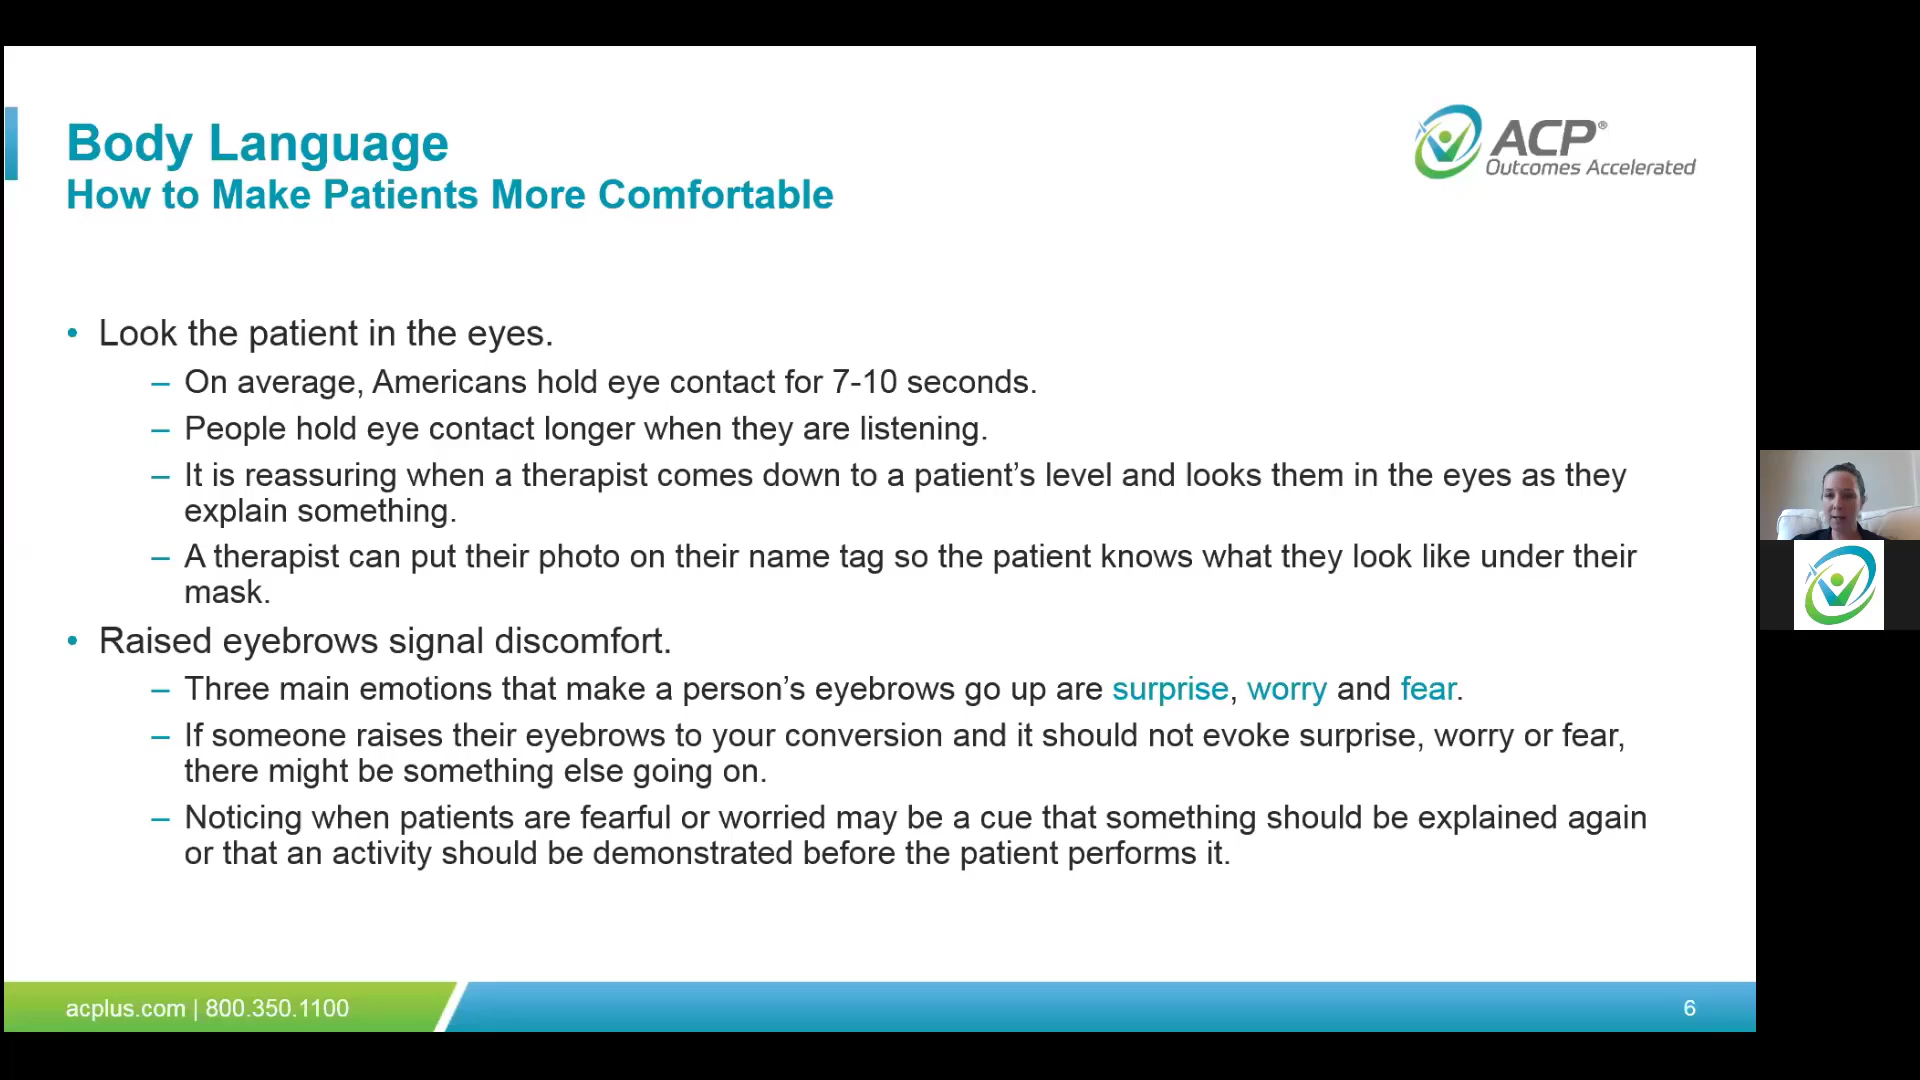 Body Language
How to Make Patients More Comfortable
ACP®
Outcomes Accelerated
• Look the patient in the eyes.
– On average, Americans hold eye contact for 7-10 seconds.
– People hold eye contact longer when they are listening.
– It is reassuring when a therapist comes down to a patient’s level and looks them in the eyes as they
explain something.
– A therapist can put their photo on their name tag so the patient knows what they look like under their
mask.
• Raised eyebrows signal discomfort.
– Three main emotions that make a person’s eyebrows go up are surprise, worry and fear.
– If someone raises their eyebrows to your conversion and it should not evoke surprise, worry or fear,
there might be something else going on.
– Noticing when patients are fearful or worried may be a cue that something should be explained again
or that an activity should be demonstrated before the patient performs it.
acplus.com | 800.350.1100
6